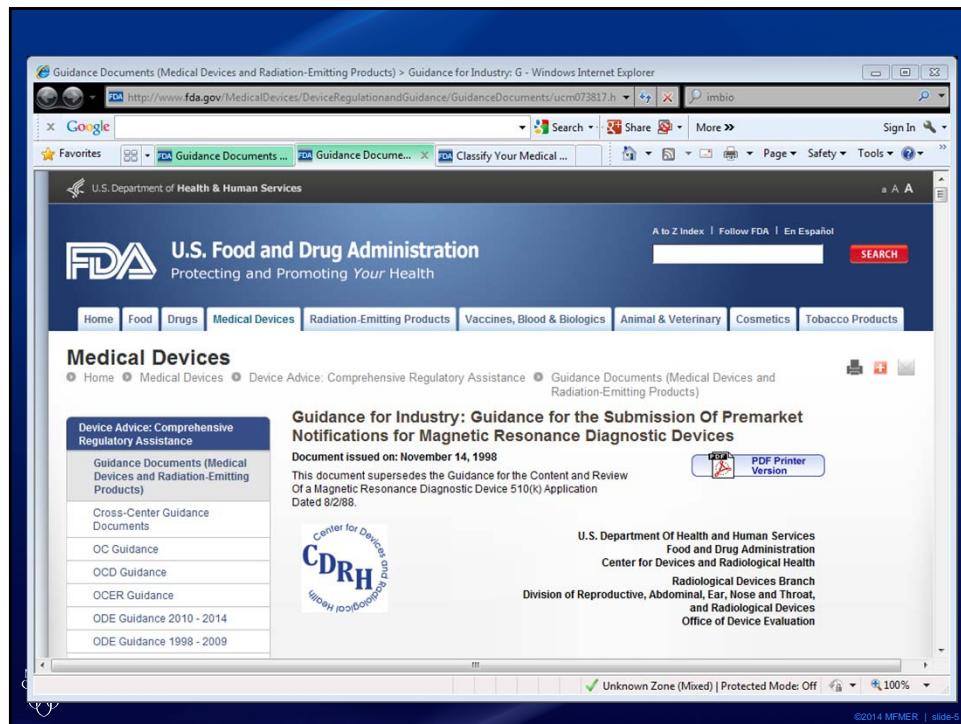 Guidance Documents (Medical Devices and Radiation-Emitting Products) > Guidance for Industry: G - Windows Internet Explorer
FDA http://www.fda.gov/MedicalDevices/DeviceRegulationandGuidance/GuidanceDocuments/ucm073817.h
imbio
x Google Search Share More » Sign In
Favorites FDA Guidance Documents ... FDA Guidance Docume... X FDA Classify Your Medical ... Page Safety Tools
U.S. Department of Health & Human Services
a A A
A to Z Index | Follow FDA | En Español
FDA U.S. Food and Drug Administration
Protecting and Promoting Your Health
SEARCH
Home Food Drugs Medical Devices Radiation-Emitting Products Vaccines, Blood & Biologics Animal & Veterinary Cosmetics Tobacco Products
Medical Devices
Home Medical Devices Device Advice: Comprehensive Regulatory Assistance Guidance Documents (Medical Devices and
Radiation-Emitting Products)
Device Advice: Comprehensive
Regulatory Assistance
Guidance Documents (Medical
Devices and Radiation-Emitting
Products)
Cross-Center Guidance
Documents
OC Guidance
OCD Guidance
OCER Guidance
ODE Guidance 2010 - 2014
ODE Guidance 1998 - 2009
Guidance for Industry: Guidance for the Submission Of Premarket
Notifications for Magnetic Resonance Diagnostic Devices
Document issued on: November 14, 1998
PDF Printer
Version
This document supersedes the Guidance for the Content and Review
Of a Magnetic Resonance Diagnostic Device 510(k) Application
Dated 8/2/88.
Center for Devices and Radiological Health
CDRH
U.S. Department Of Health and Human Services
Food and Drug Administration
Center for Devices and Radiological Health
Radiological Devices Branch
Division of Reproductive, Abdominal, Ear, Nose and Throat,
and Radiological Devices
Office of Device Evaluation
Unknown Zone (Mixed) | Protected Mode: Off 100%
©2014 MFMER | slide-5